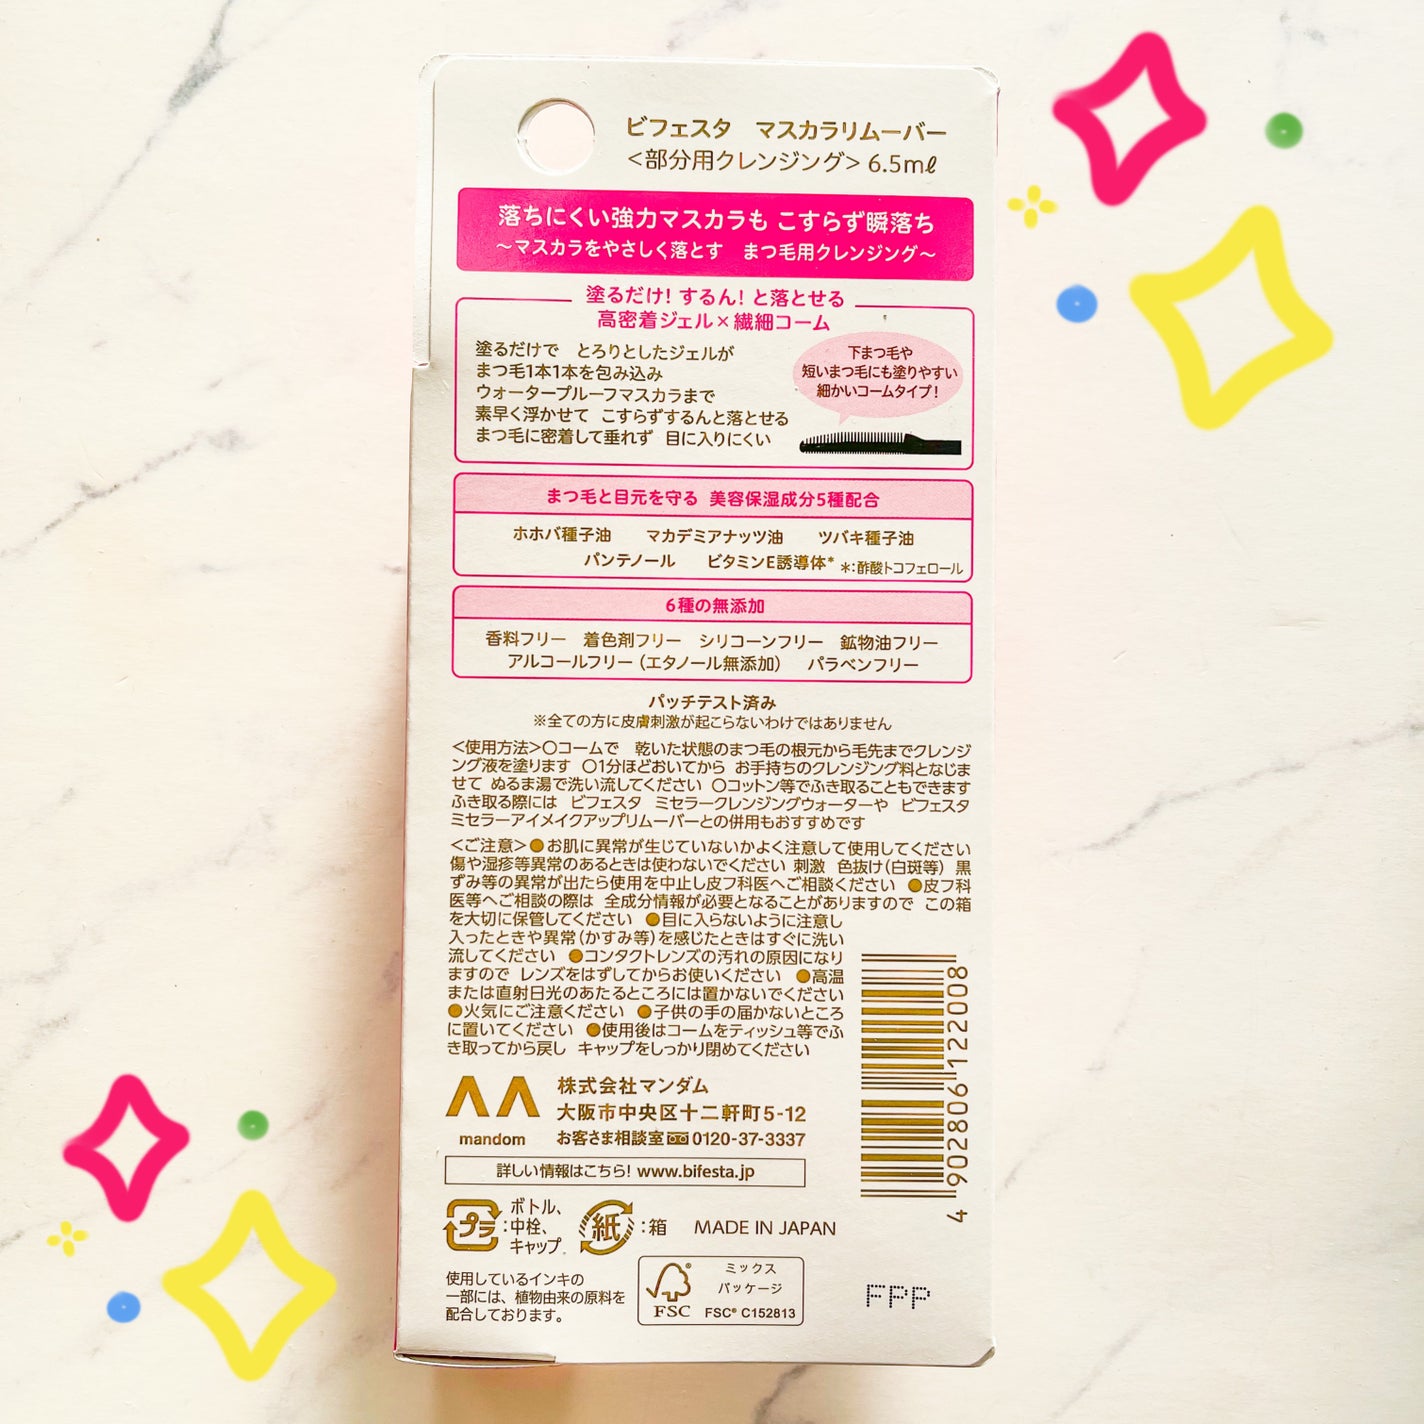 ビフェスタ　マスカラリムーバー
<部分用クレンジング> 6.5mℓ
落ちにくい強力マスカラも こすらず瞬落ち
～マスカラをやさしく落とす　まつ毛用クレンジング～
塗るだけ! するん! と落とせる
高密着ジェル×繊細コーム
塗るだけで　とろりとしたジェルが
まつ毛1本1本を包み込み
ウォータープルーフマスカラまで
素早く浮かせて　こすらずするんと落とせる
まつ毛に密着して垂れず　目に入りにくい
下まつ毛や
短いまつ毛にも塗りやすい
細かいコームタイプ!
まつ毛と目元を守る 美容保湿成分5種配合
ホホバ種子油　マカデミアナッツ油　ツバキ種子油
パンテノール　ビタミンE誘導体* *:酢酸トコフェロール
6種の無添加
香料フリー　着色剤フリー　シリコーンフリー　鉱物油フリー
アルコールフリー（エタノール無添加）　パラベンフリー
パッチテスト済み
※全ての方に皮膚刺激が起こらないわけではありません
<使用方法>○コームで　乾いた状態のまつ毛の根元から毛先までクレンジ
ング液を塗ります　○1分ほどおいてから　お手持ちのクレンジング料となじま
せて　ぬるま湯で洗い流してください　○コットン等でふき取ることもできます
ふき取る際には　ビフェスタ　ミセラークレンジングウォーターや　ビフェスタ
ミセラーアイメイクアップリムーバーとの併用もおすすめです
<ご注意>●お肌に異常が生じていないかよく注意して使用してください
傷や湿疹等異常のあるときは使わないでください 刺激　色抜け（白斑等）　黒
ずみ等の異常が出たら使用を中止し皮フ科医へご相談ください　●皮フ科
医等へご相談の際は　全成分情報が必要となることがありますので　この箱
を大切に保管してください　●目に入らないように注意し
入ったときや異常（かすみ等）を感じたときはすぐに洗い
流してください　●コンタクトレンズの汚れの原因になり
ますので　レンズをはずしてからお使いください　●高温
または直射日光のあたるところには置かないでください
●火気にご注意ください　●子供の手の届かないところ
に置いてください　●使用後はコームをティッシュ等でふ
き取ってから戻し　キャップをしっかり閉めてください
4 902806 122008
mandom
株式会社マンダム
大阪市中央区十二軒町5-12
お客さま相談室 0120-37-3337
詳しい情報はこちら! www.bifesta.jp
プラ : ボトル、
中栓、
キャップ
紙 : 箱
MADE IN JAPAN
使用しているインキの
一部には、植物由来の原料を
配合しております。
FSC
ミックス
パッケージ
FSC® C152813
FPP